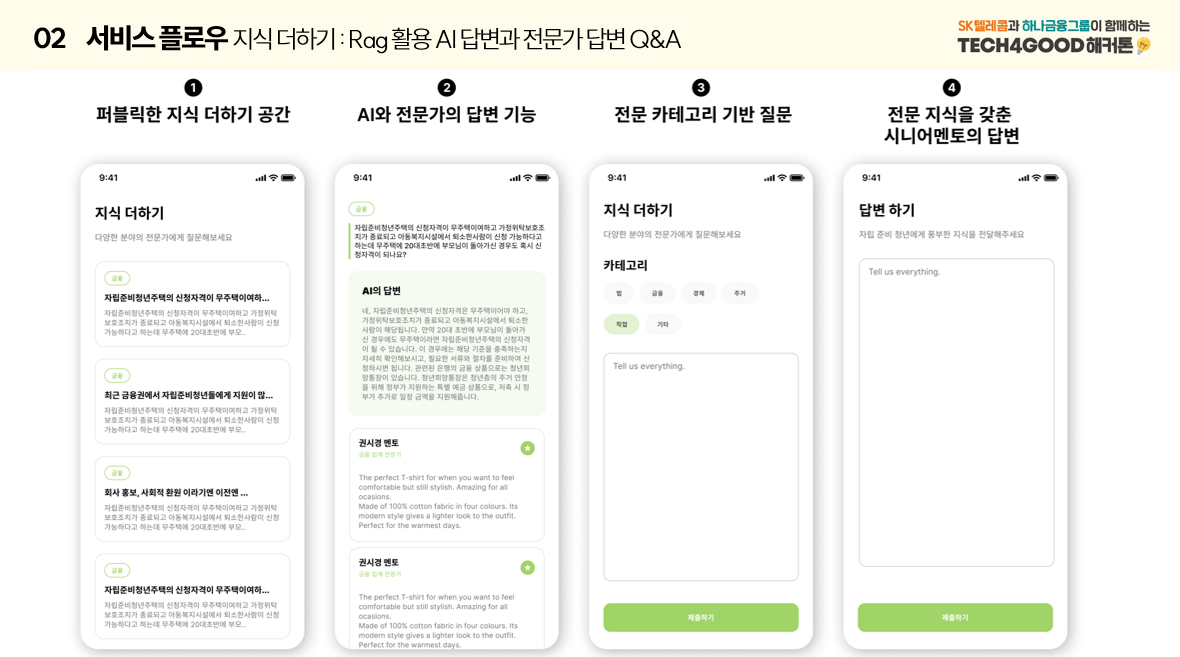 02 서비스 플로우 지식 더하기 : Rag 활용 AI 답변과 전문가 답변 Q&A
SK텔레콤과 하나금융그룹이 함께하는
TECH4GOOD 해커톤
1
퍼블릭한 지식 더하기 공간
9:41
지식 더하기
다양한 분야의 전문가에게 질문해보세요
금융
자립준비청년주택의 신청자격이 무주택이여하...
자립준비청년주택의 신청자격이 무주택이여하고 가정위탁
보호조치가 종료되고 아동복지시설에서 퇴소한사람이 신청
가능하다고 하는데 무주택에 20대초반에 부모..
금융
최근 금융권에서 자립준비청년들에게 지원이 많...
자립준비청년주택의 신청자격이 무주택이여하고 가정위탁
보호조치가 종료되고 아동복지시설에서 퇴소한사람이 신청
가능하다고 하는데 무주택에 20대초반에 부모..
금융
회사 홍보, 사회적 환원 이라기엔 이전엔 ...
자립준비청년주택의 신청자격이 무주택이여하고 가정위탁
보호조치가 종료되고 아동복지시설에서 퇴소한사람이 신청
가능하다고 하는데 무주택에 20대초반에 부모..
금융
자립준비청년주택의 신청자격이 무주택이여하...
자립준비청년주택의 신청자격이 무주택이여하고 가정위탁
보호조치가 종료되고 아동복지시설에서 퇴소한사람이 신청
가능하다고 하는데 무주택에 20대초반에 부모..
2
AI와 전문가의 답변 기능
9:41
금융
자립준비청년주택의 신청자격이 무주택이여하고 가정위탁보호조
치가 종료되고 아동복지시설에서 퇴소한사람이 신청 가능하다고
하는데 무주택에 20대초반에 부모님이 돌아가신 경우도 혹시 신
청자격이 되나요?
AI의 답변
네, 자립준비청년주택의 신청자격은 무주택이어야 하고,
가정위탁보호조치가 종료되고 아동복지시설에서 퇴소한
사람이 해당됩니다. 만약 20대 초반에 부모님이 돌아가
신 경우에도 무주택이라면 자립준비청년주택의 신청자격
이 될 수 있습니다. 이 경우에는 해당 기준을 충족하는지
자세히 확인해보시고, 필요한 서류와 절차를 준비하여 신
청하시면 됩니다. 관련된 은행의 금융 상품으로는 청년희
망통장이 있습니다. 청년희망통장은 청년층의 주거 안정
을 위해 정부가 지원하는 특별 예금 상품으로, 저축 시 정
부가 추가로 일정 금액을 지원해줍니다.
권시경 멘토
금융 업계 전문가
The perfect T-shirt for when you want to feel
comfortable but still stylish. Amazing for all
ocasions.
Made of 100% cotton fabric in four colours. Its
modern style gives a lighter look to the outfit.
Perfect for the warmest days.
권시경 멘토
금융 업계 전문가
The perfect T-shirt for when you want to feel
comfortable but still stylish. Amazing for all
ocasions.
Made of 100% cotton fabric in four colours. Its
modern style gives a lighter look to the outfit.
Perfect for the warmest days.
3
전문 카테고리 기반 질문
9:41
지식 더하기
다양한 분야의 전문가에게 질문해보세요
카테고리
법 금융 경제 주거
직업 기타
Tell us everything.
제출하기
4
전문 지식을 갖춘
시니어멘토의 답변
9:41
답변 하기
자립 준비 청년에게 풍부한 지식을 전달해주세요
Tell us everything.
제출하기